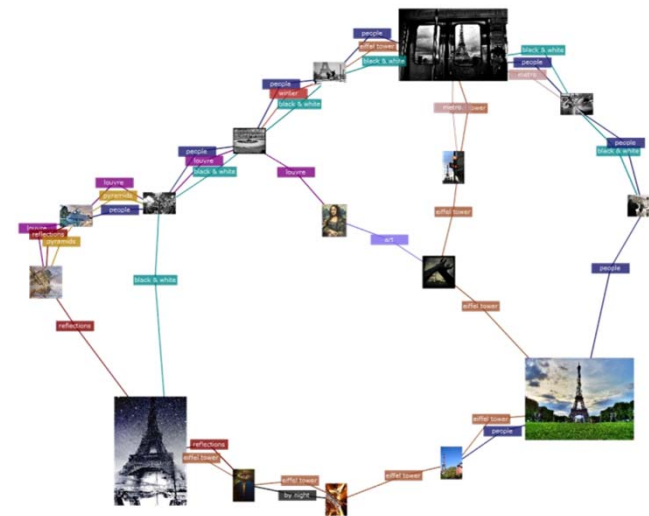 people
eiffel tower
black & white
people
winter
black & white
black & white
people
metro
metro
tower
people
black & white
people
louvre
black & white
louvre
pyramids
people
louvre
reflections
pyramids
louvre
art
eiffel tower
people
black & white
eiffel tower
reflections
eiffel tower
people
reflections
eiffel tower
eiffel tower
by night
eiffel tower